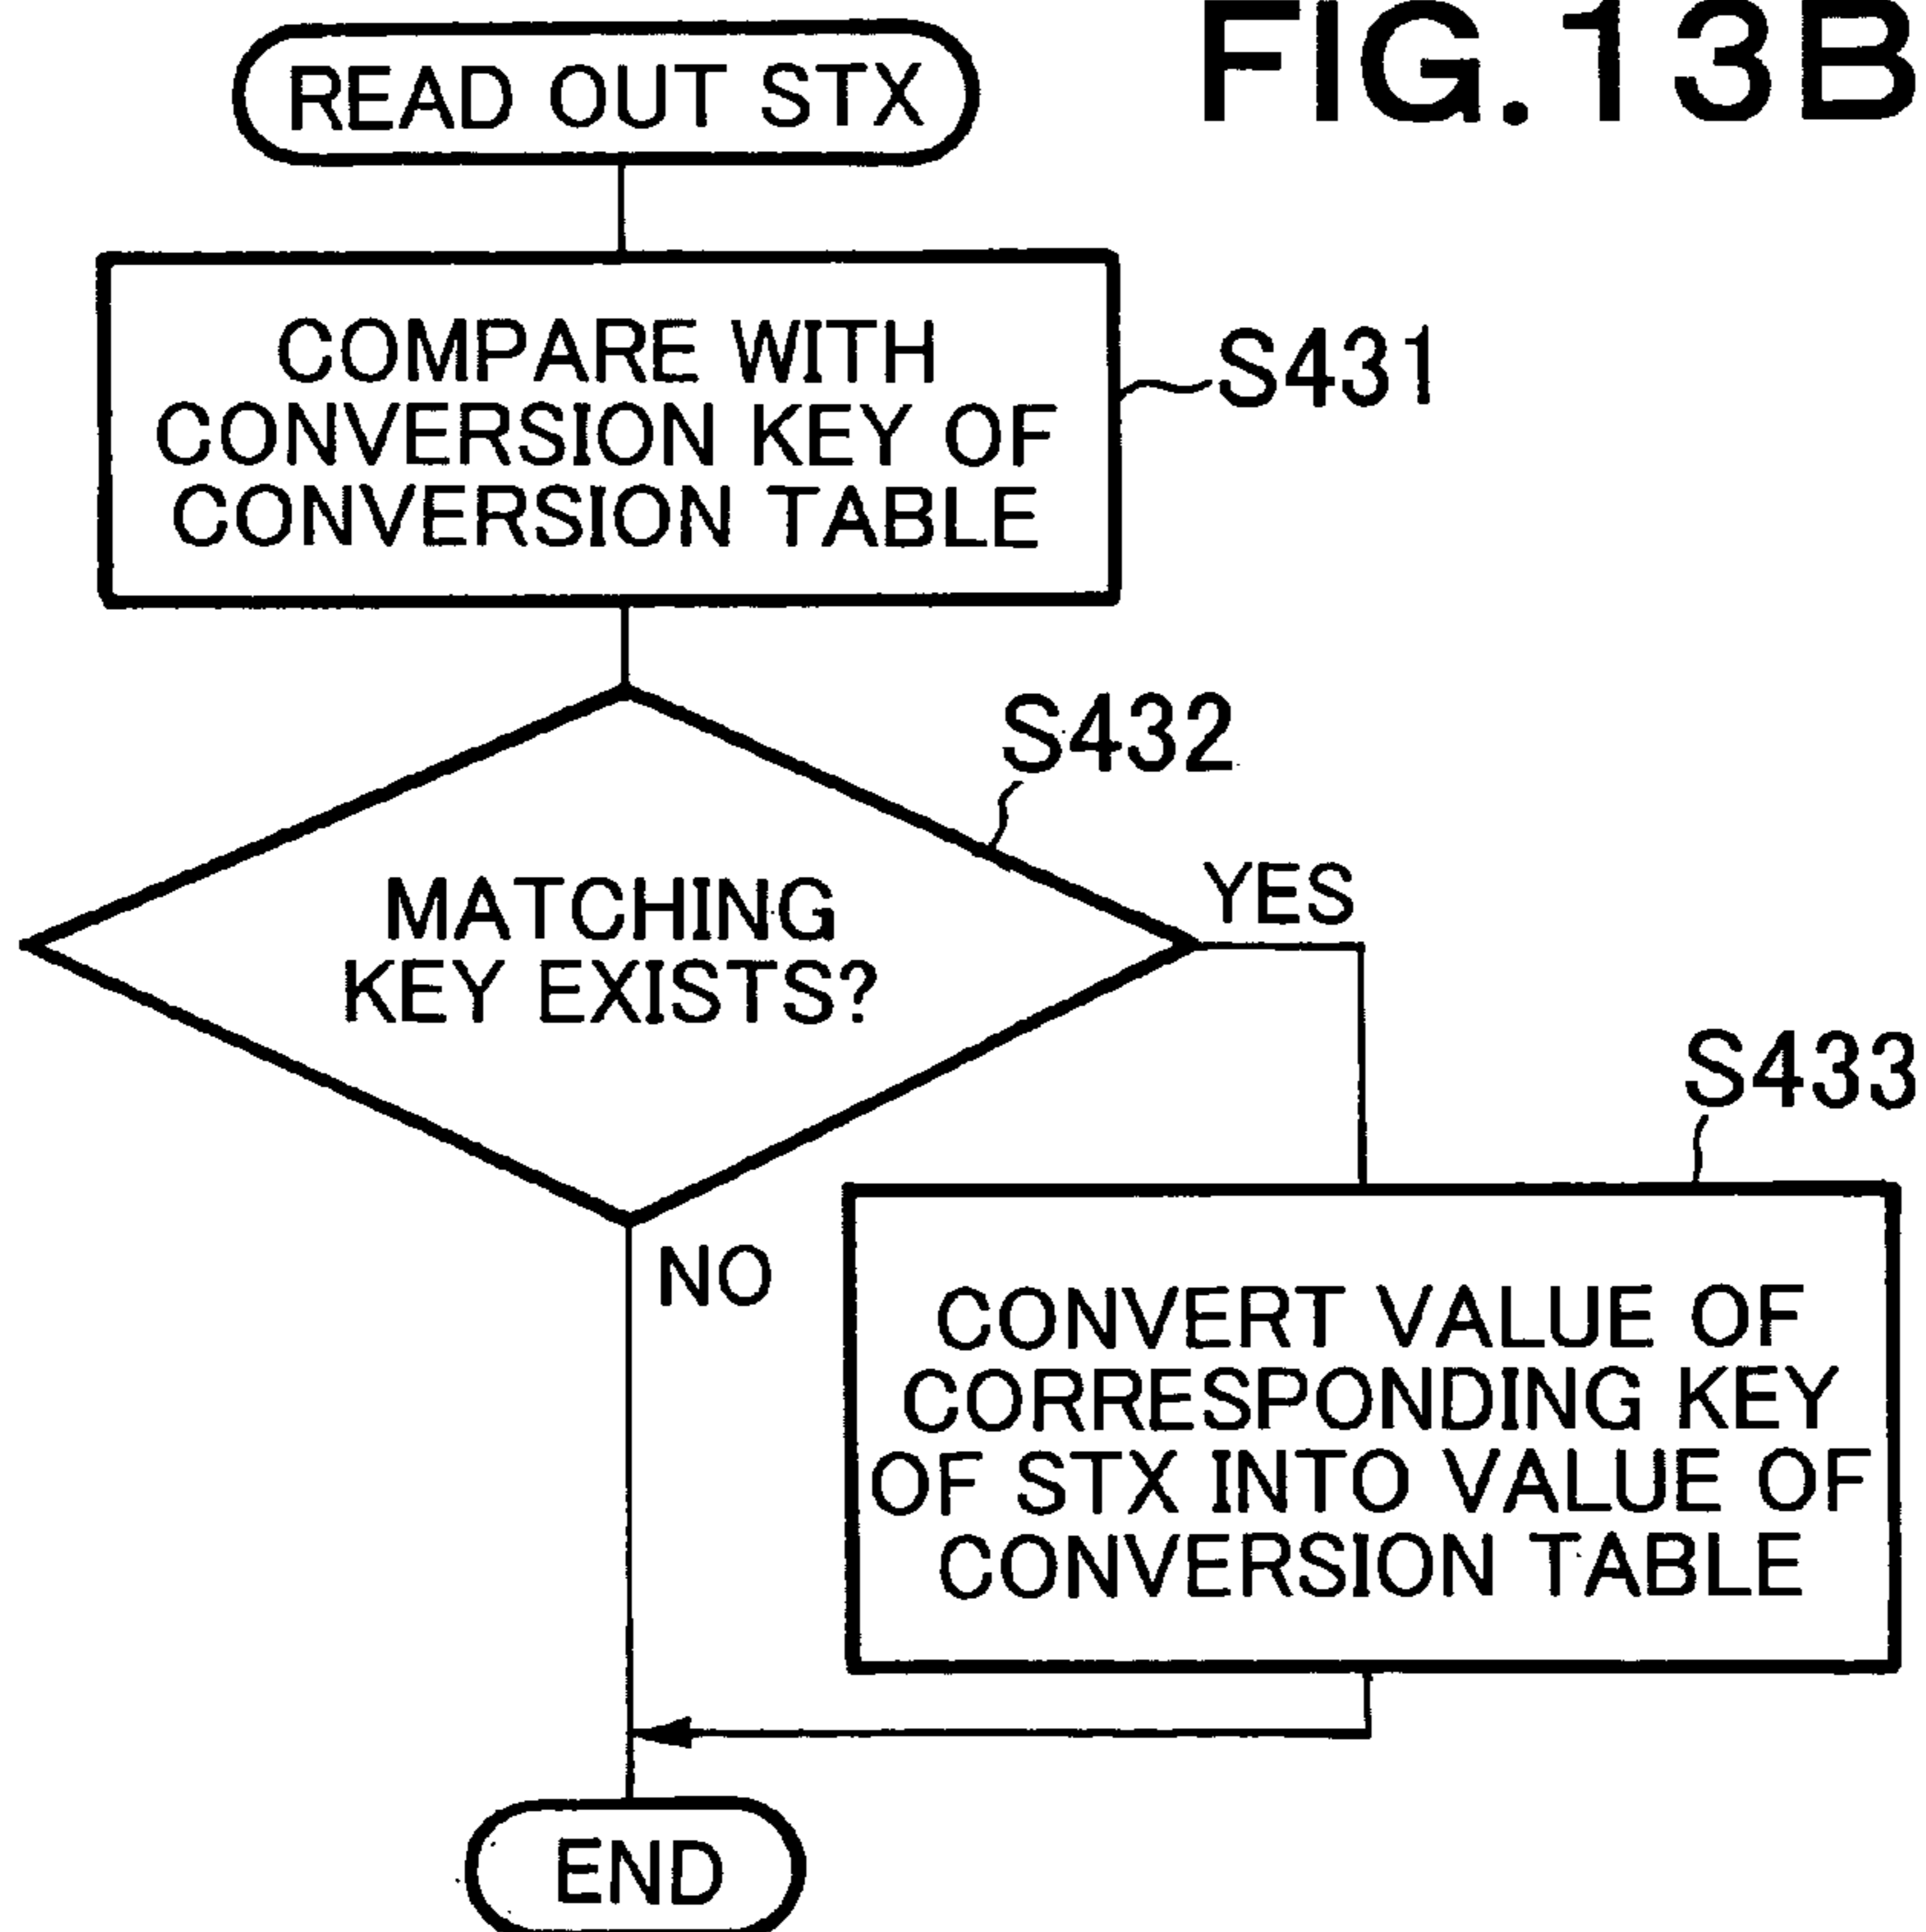 FIG.13B
READ OUT STX
COMPARE WITH
CONVERSION KEY OF
CONVERSION TABLE
S431
S432
MATCHING
KEY EXISTS?
YES
NO
S433
CONVERT VALUE OF
CORRESPONDING KEY
OF STX INTO VALUE OF
CONVERSION TABLE
END